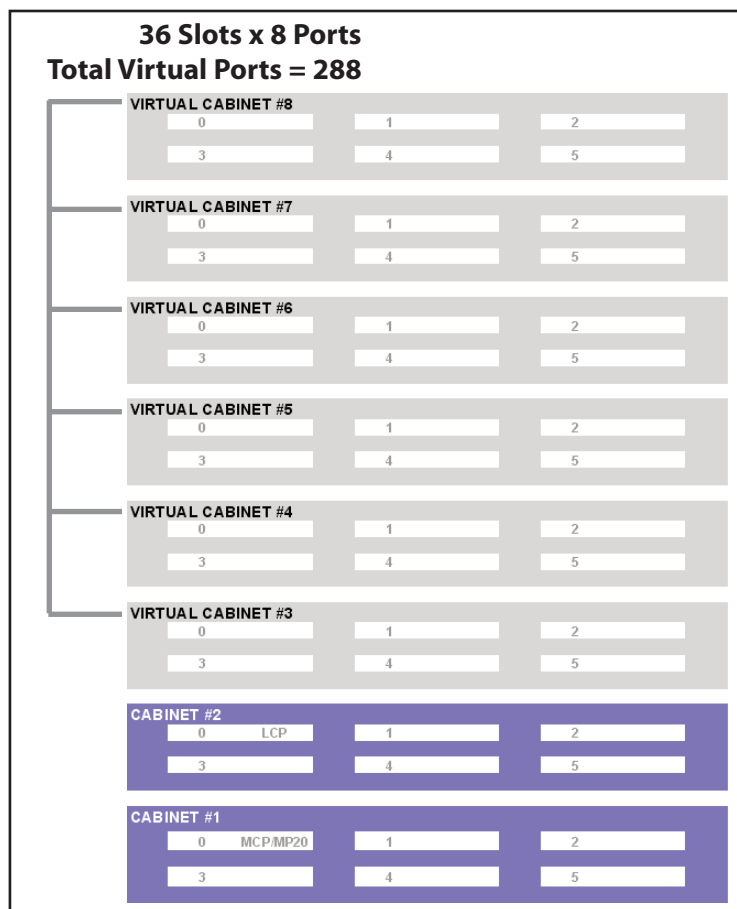 36 Slots x 8 Ports
Total Virtual Ports = 288
VIRTUAL CABINET #8
0 1 2
3 4 5
VIRTUAL CABINET #7
0 1 2
3 4 5
VIRTUAL CABINET #6
0 1 2
3 4 5
VIRTUAL CABINET #5
0 1 2
3 4 5
VIRTUAL CABINET #4
0 1 2
3 4 5
VIRTUAL CABINET #3
0 1 2
3 4 5
CABINET #2
0 LCP 1 2
3 4 5
CABINET #1
0 MCP/MP20 1 2
3 4 5